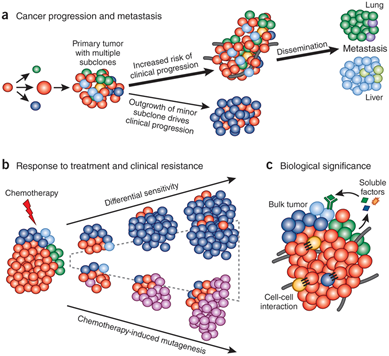 a Cancer progression and metastasis
Primary tumor
with multiple
subclones
Increased risk of
clinical progression
Outgrowth of minor
subclone drives
clinical progression
Dissemination
Lung
Metastasis
Liver
b Response to treatment and clinical resistance
Chemotherapy
Differential sensitivity
Chemotherapy-induced mutagenesis
c Biological significance
Soluble
factors
Bulk tumor
Cell-cell
interaction